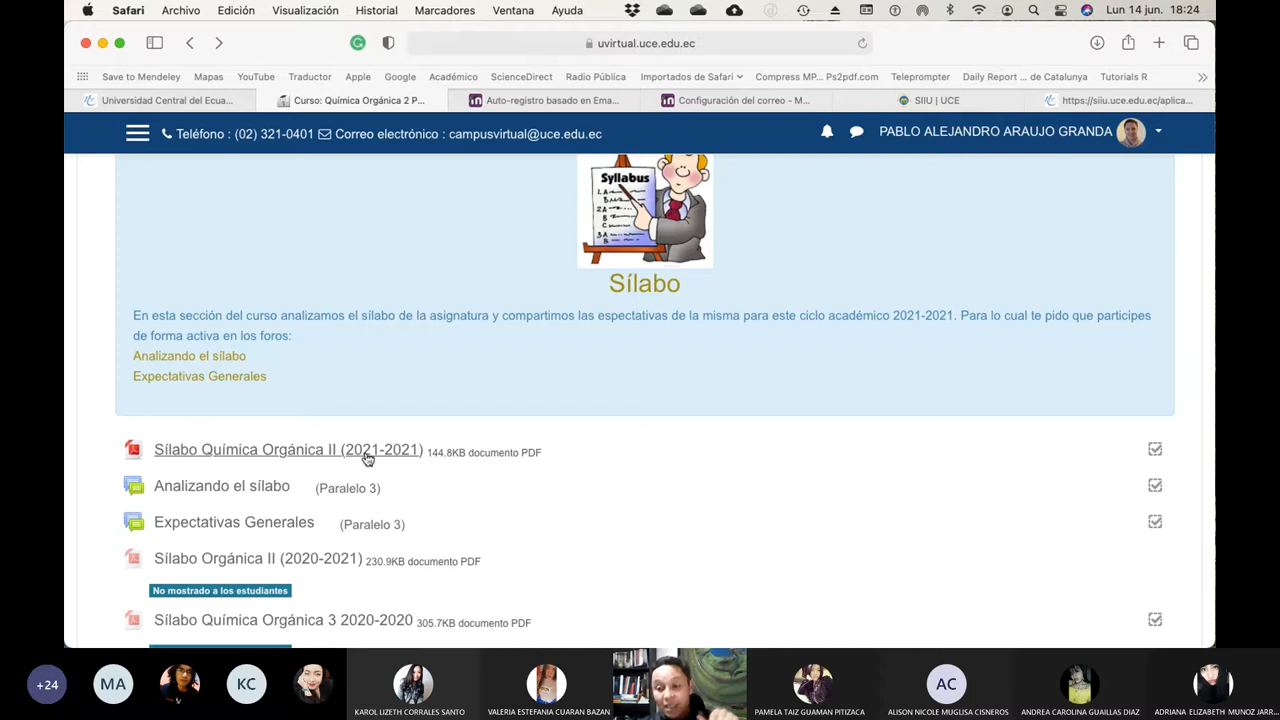 Safari Archivo Edición Visualización Historial Marcadores Ventana Ayuda Lun 14 jun. 18:24
uvirtual.uce.edu.ec
Save to Mendeley Mapas YouTube Traductor Apple Google Académico ScienceDirect Radio Pública Importados de Safari Compress MP... Ps2pdf.com Teleprompter Daily Report ... de Catalunya Tutorials R
Universidad Central del Ecua... Curso: Química Orgánica 2 P... Auto-registro basado en Ema... Configuración del correo - M... SIIU | UCE https://siiu.uce.edu.ec/aplica...
Teléfono : (02) 321-0401 Correo electrónico : campusvirtual@uce.edu.ec PABLO ALEJANDRO ARAUJO GRANDA
Syllabus
Sílabo
En esta sección del curso analizamos el sílabo de la asignatura y compartimos las espectativas de la misma para este ciclo académico 2021-2021. Para lo cual te pido que participes
de forma activa en los foros:
Analizando el sílabo
Expectativas Generales
Sílabo Química Orgánica II (2021-2021) 144.8KB documento PDF
Analizando el sílabo (Paralelo 3)
Expectativas Generales (Paralelo 3)
Sílabo Orgánica II (2020-2021) 230.9KB documento PDF
No mostrado a los estudiantes
Sílabo Química Orgánica 3 2020-2020 305.7KB documento PDF
+24 MA KC AC
KAROL LIZETH CORRALES SANTO VALERIA ESTEFANIA CUARAN BAZAN PAMELA TAIZ GUAMAN PITIZACA ALISON NICOLE MUGLISA CISNEROS ANDREA CAROLINA GUAILLAS DIAZ ADRIANA ELIZABETH MUNOZ JARR...